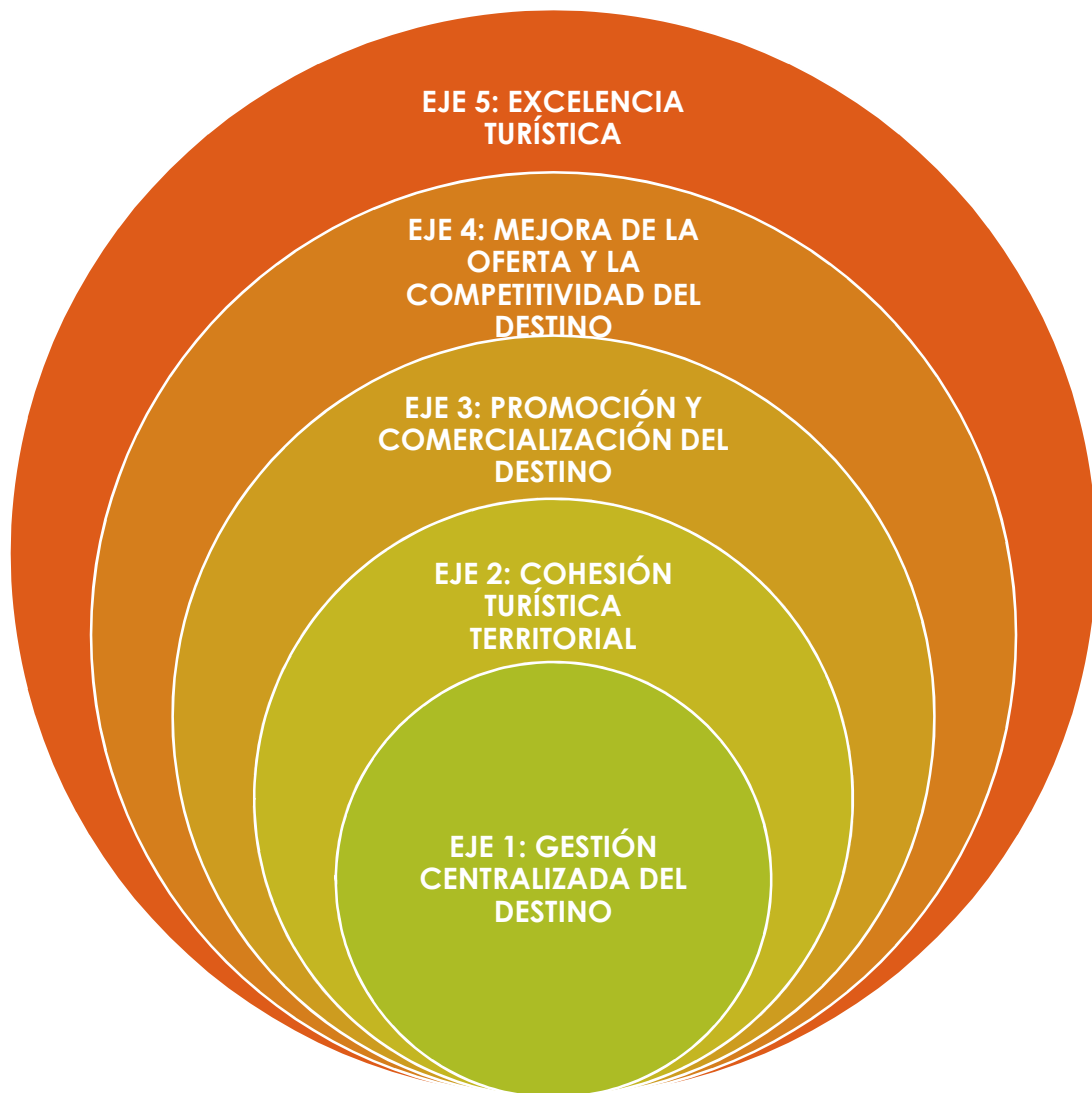 EJE 5: EXCELENCIA
TURÍSTICA
EJE 4: MEJORA DE LA
OFERTA Y LA
COMPETITIVIDAD DEL
DESTINO
EJE 3: PROMOCIÓN Y
COMERCIALIZACIÓN DEL
DESTINO
EJE 2: COHESIÓN
TURÍSTICA
TERRITORIAL
EJE 1: GESTIÓN
CENTRALIZADA DEL
DESTINO